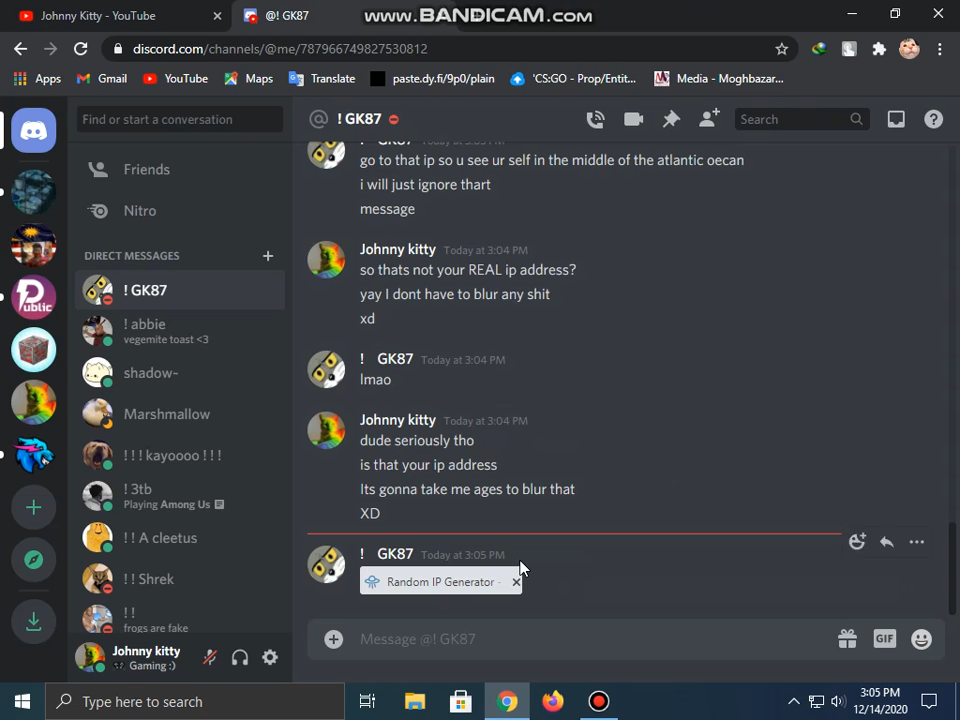 Johnny Kitty - YouTube
@! GK87
www.BANDICAM.com
discord.com/channels/@me/787966749827530812
Apps
Gmail
YouTube
Maps
Translate
paste.dy.fi/9p0/plain
'CS:GO - Prop/Entit...
Media - Moghbazar...
Find or start a conversation
@ ! GK87
Search
Friends
Nitro
DIRECT MESSAGES
! GK87
! abbie
vegemite toast <3
shadow~
Marshmallow
! ! ! kayoooo ! ! !
! 3tb
Playing Among Us
! ! A cleetus
! ! Shrek
! !
frogs are fake
Johnny kitty
Gaming :)
! GK87 Today at 3:03 PM
go to that ip so u see ur self in the middle of the atlantic oecan
i will just ignore thart
message
Johnny kitty Today at 3:04 PM
so thats not your REAL ip address?
yay I dont have to blur any shit
xd
! GK87 Today at 3:04 PM
lmao
Johnny kitty Today at 3:04 PM
dude seriously tho
is that your ip address
Its gonna take me ages to blur that
XD
! GK87 Today at 3:05 PM
Random IP Generator -
Message @! GK87
GIF
Public
Type here to search
3:05 PM
12/14/2020